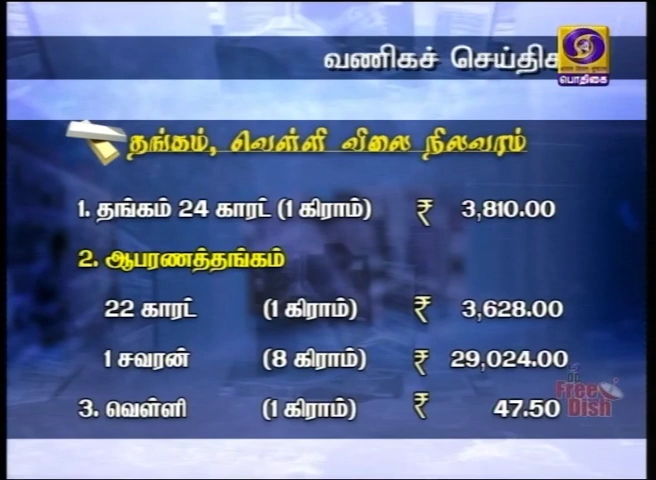 வணிகச் செய்திக
பொதிகை
தங்கம், வெள்ளி விலை நிலவரம்
1. தங்கம் 24 காரட் (1 கிராம்) ₹ 3,810.00
2. ஆபரணத்தங்கம்
22 காரட் (1 கிராம்) ₹ 3,628.00
1 சவரன் (8 கிராம்) ₹ 29,024.00
3. வெள்ளி (1 கிராம்) ₹ 47.50
DD
Free
Dish